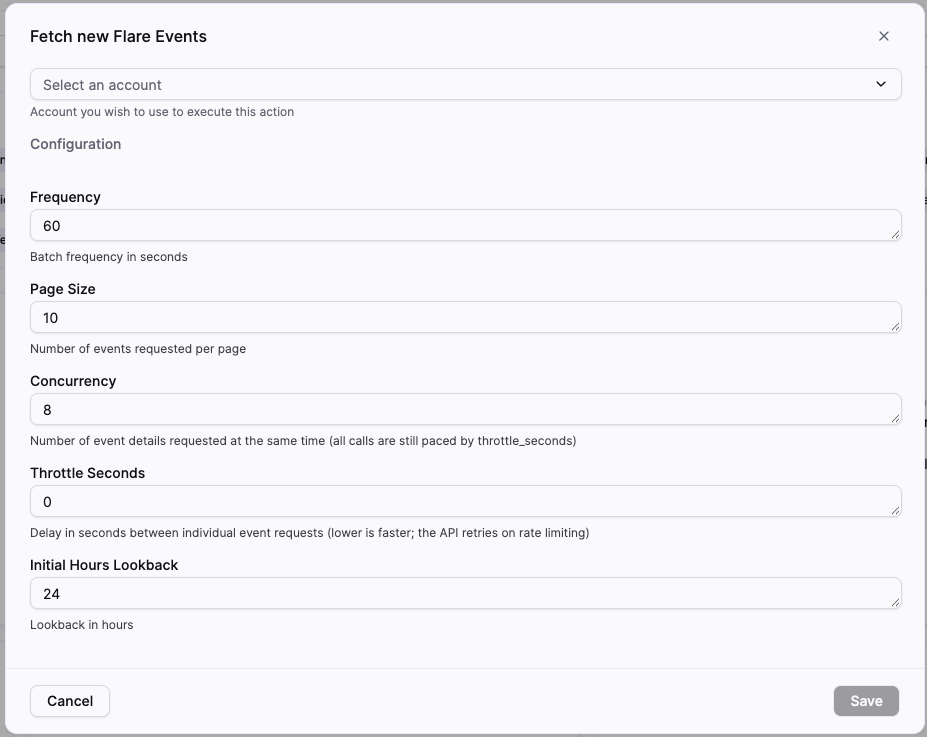 Fetch new Flare Events
Select an account
Account you wish to use to execute this action
Configuration
Frequency
60
Batch frequency in seconds
Page Size
10
Number of events requested per page
Concurrency
8
Number of event details requested at the same time (all calls are still paced by throttle_seconds)
Throttle Seconds
0
Delay in seconds between individual event requests (lower is faster; the API retries on rate limiting)
Initial Hours Lookback
24
Lookback in hours
Cancel
Save